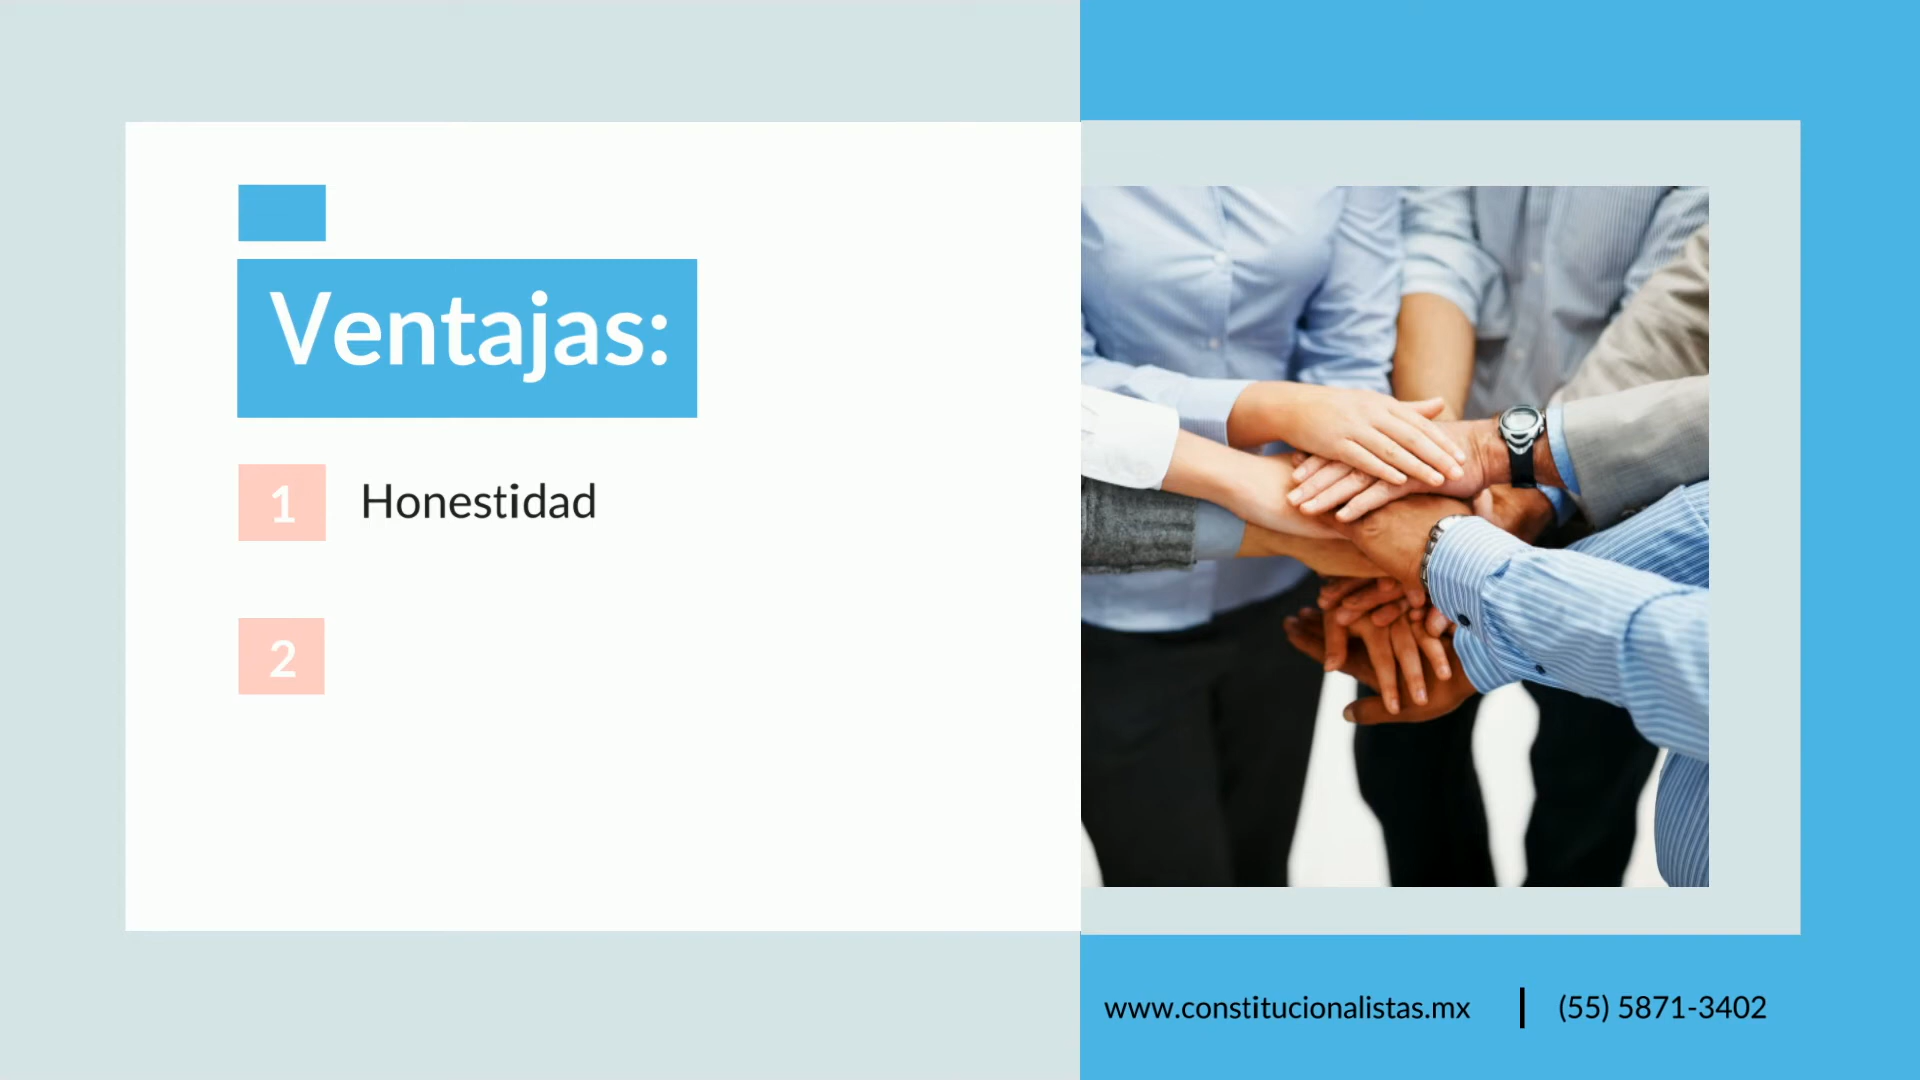 Ventajas:
1 Honestidad
2
www.constitucionalistas.mx | (55) 5871-3402